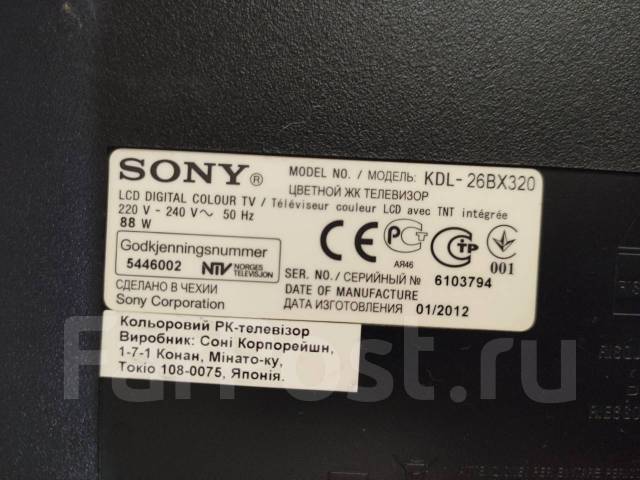 SONY®
MODEL NO. / МОДЕЛЬ: KDL-26BX320
ЦВЕТНОЙ ЖК ТЕЛЕВИЗОР
LCD DIGITAL COLOUR TV / Téléviseur couleur LCD avec TNT intégrée
220 V - 240 V～ 50 Hz
88 W
Godkjenningsnummer
5446002 NTV NORGES TELEVISJON
CE PCT АЯ46 СТР 001
SER. NO. / СЕРИЙНЫЙ № 6103794
СДЕЛАНО В ЧЕХИИ
Sony Corporation
DATE OF MANUFACTURE
ДАТА ИЗГОТОВЛЕНИЯ 01/2012
Кольоровий РК-телевізор
Виробник: Соні Корпорейшн,
1-7-1 Конан, Мінато-ку,
Токіо 108-0075, Японія.
FarPost.ru